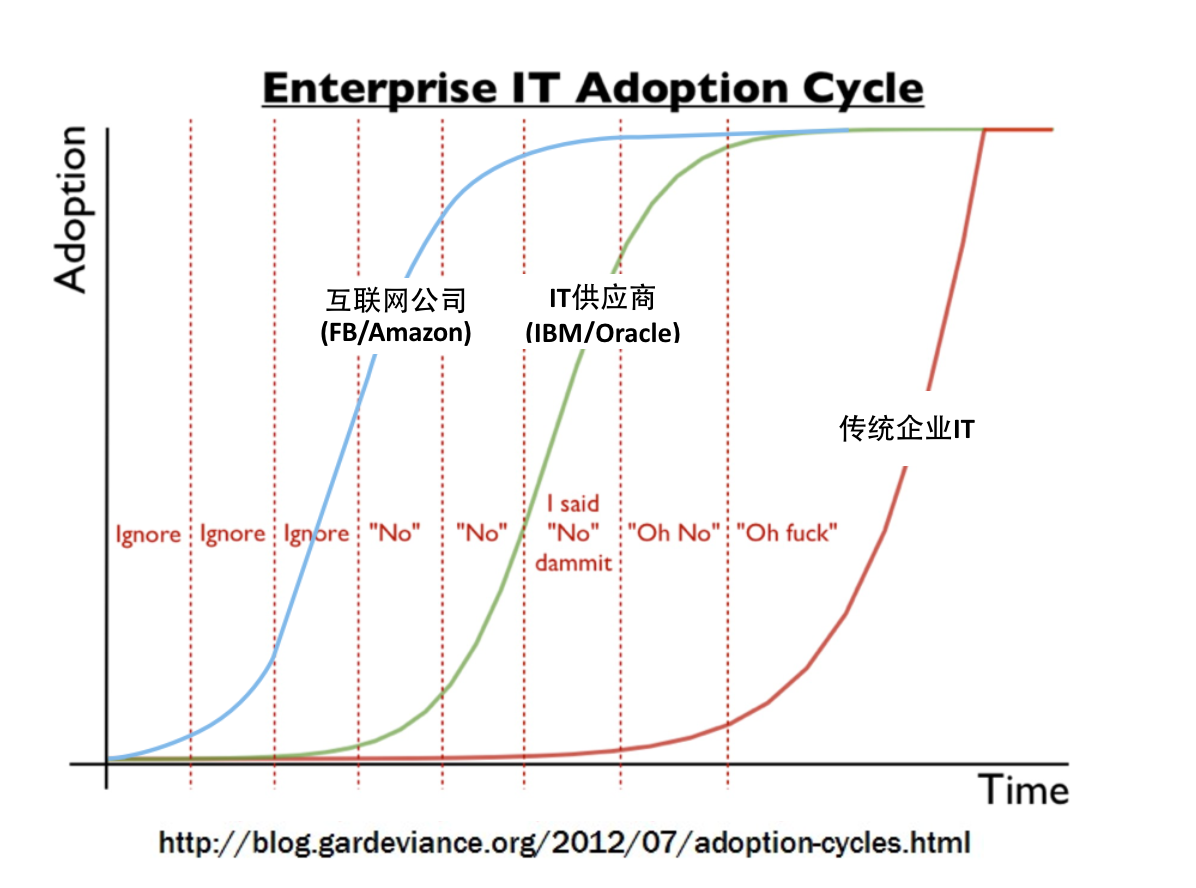 Enterprise IT Adoption Cycle
Adoption
互联网公司
(FB/Amazon)
IT供应商
(IBM/Oracle)
传统企业IT
Ignore
Ignore
Ignore
"No"
"No"
I said
"No"
dammit
"Oh No"
"Oh fuck"
Time
http://blog.gardeviance.org/2012/07/adoption-cycles.html